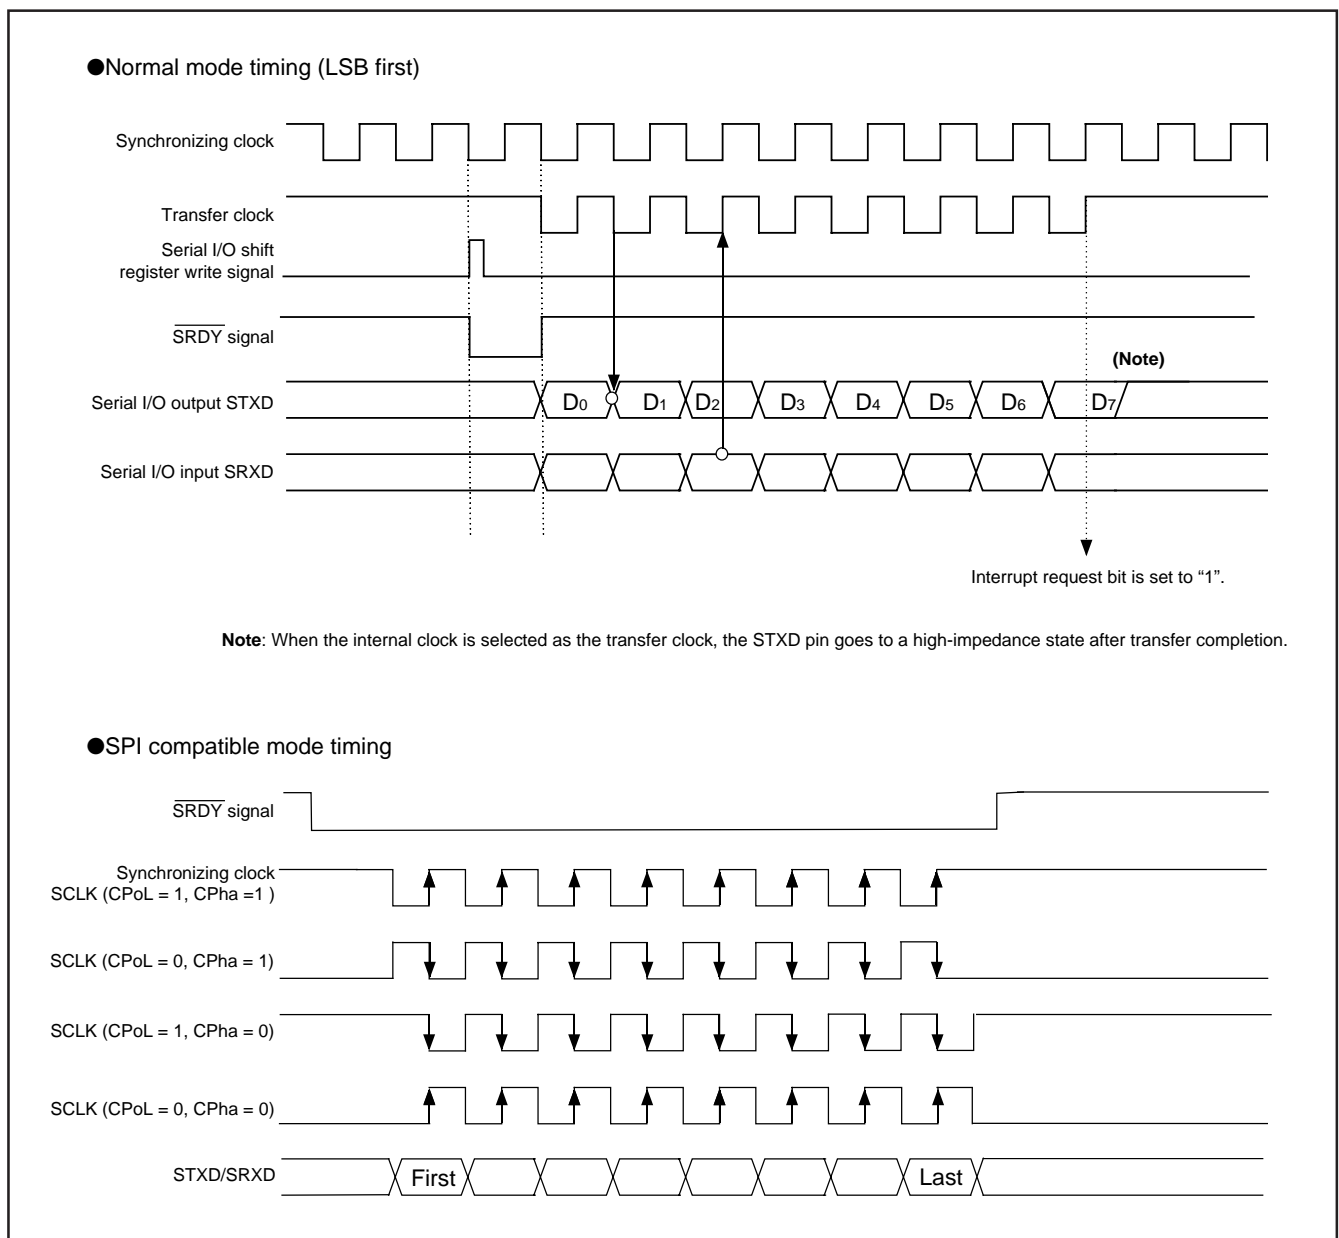 ●Normal mode timing (LSB first)
Synchronizing clock
Transfer clock
Serial I/O shift
register write signal
SRDY signal
(Note)
Serial I/O output STXD
D0 D1 D2 D3 D4 D5 D6 D7
Serial I/O input SRXD
Interrupt request bit is set to “1”.
Note: When the internal clock is selected as the transfer clock, the STXD pin goes to a high-impedance state after transfer completion.
●SPI compatible mode timing
SRDY signal
Synchronizing clock
SCLK (CPoL = 1, CPha =1 )
SCLK (CPoL = 0, CPha = 1)
SCLK (CPoL = 1, CPha = 0)
SCLK (CPoL = 0, CPha = 0)
STXD/SRXD
First Last